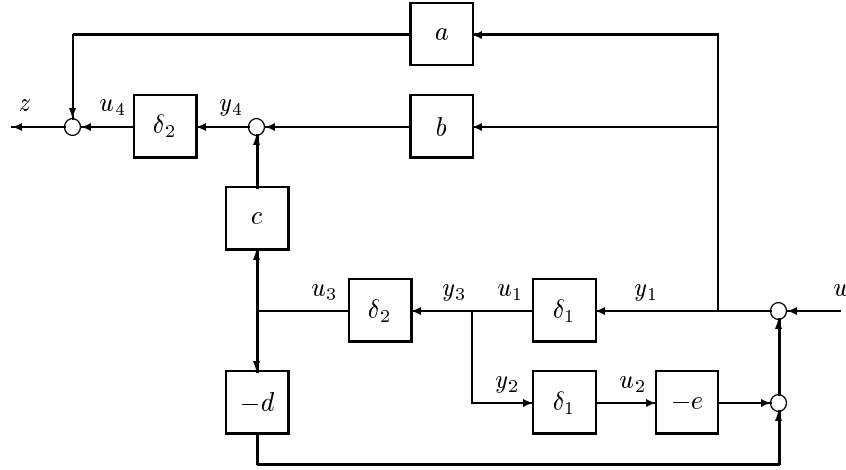 a
z u₄ δ₂ y₄ b
c
u₃ δ₂ y₃ u₁ δ₁ y₁ w
−d y₂ δ₁ u₂ −e